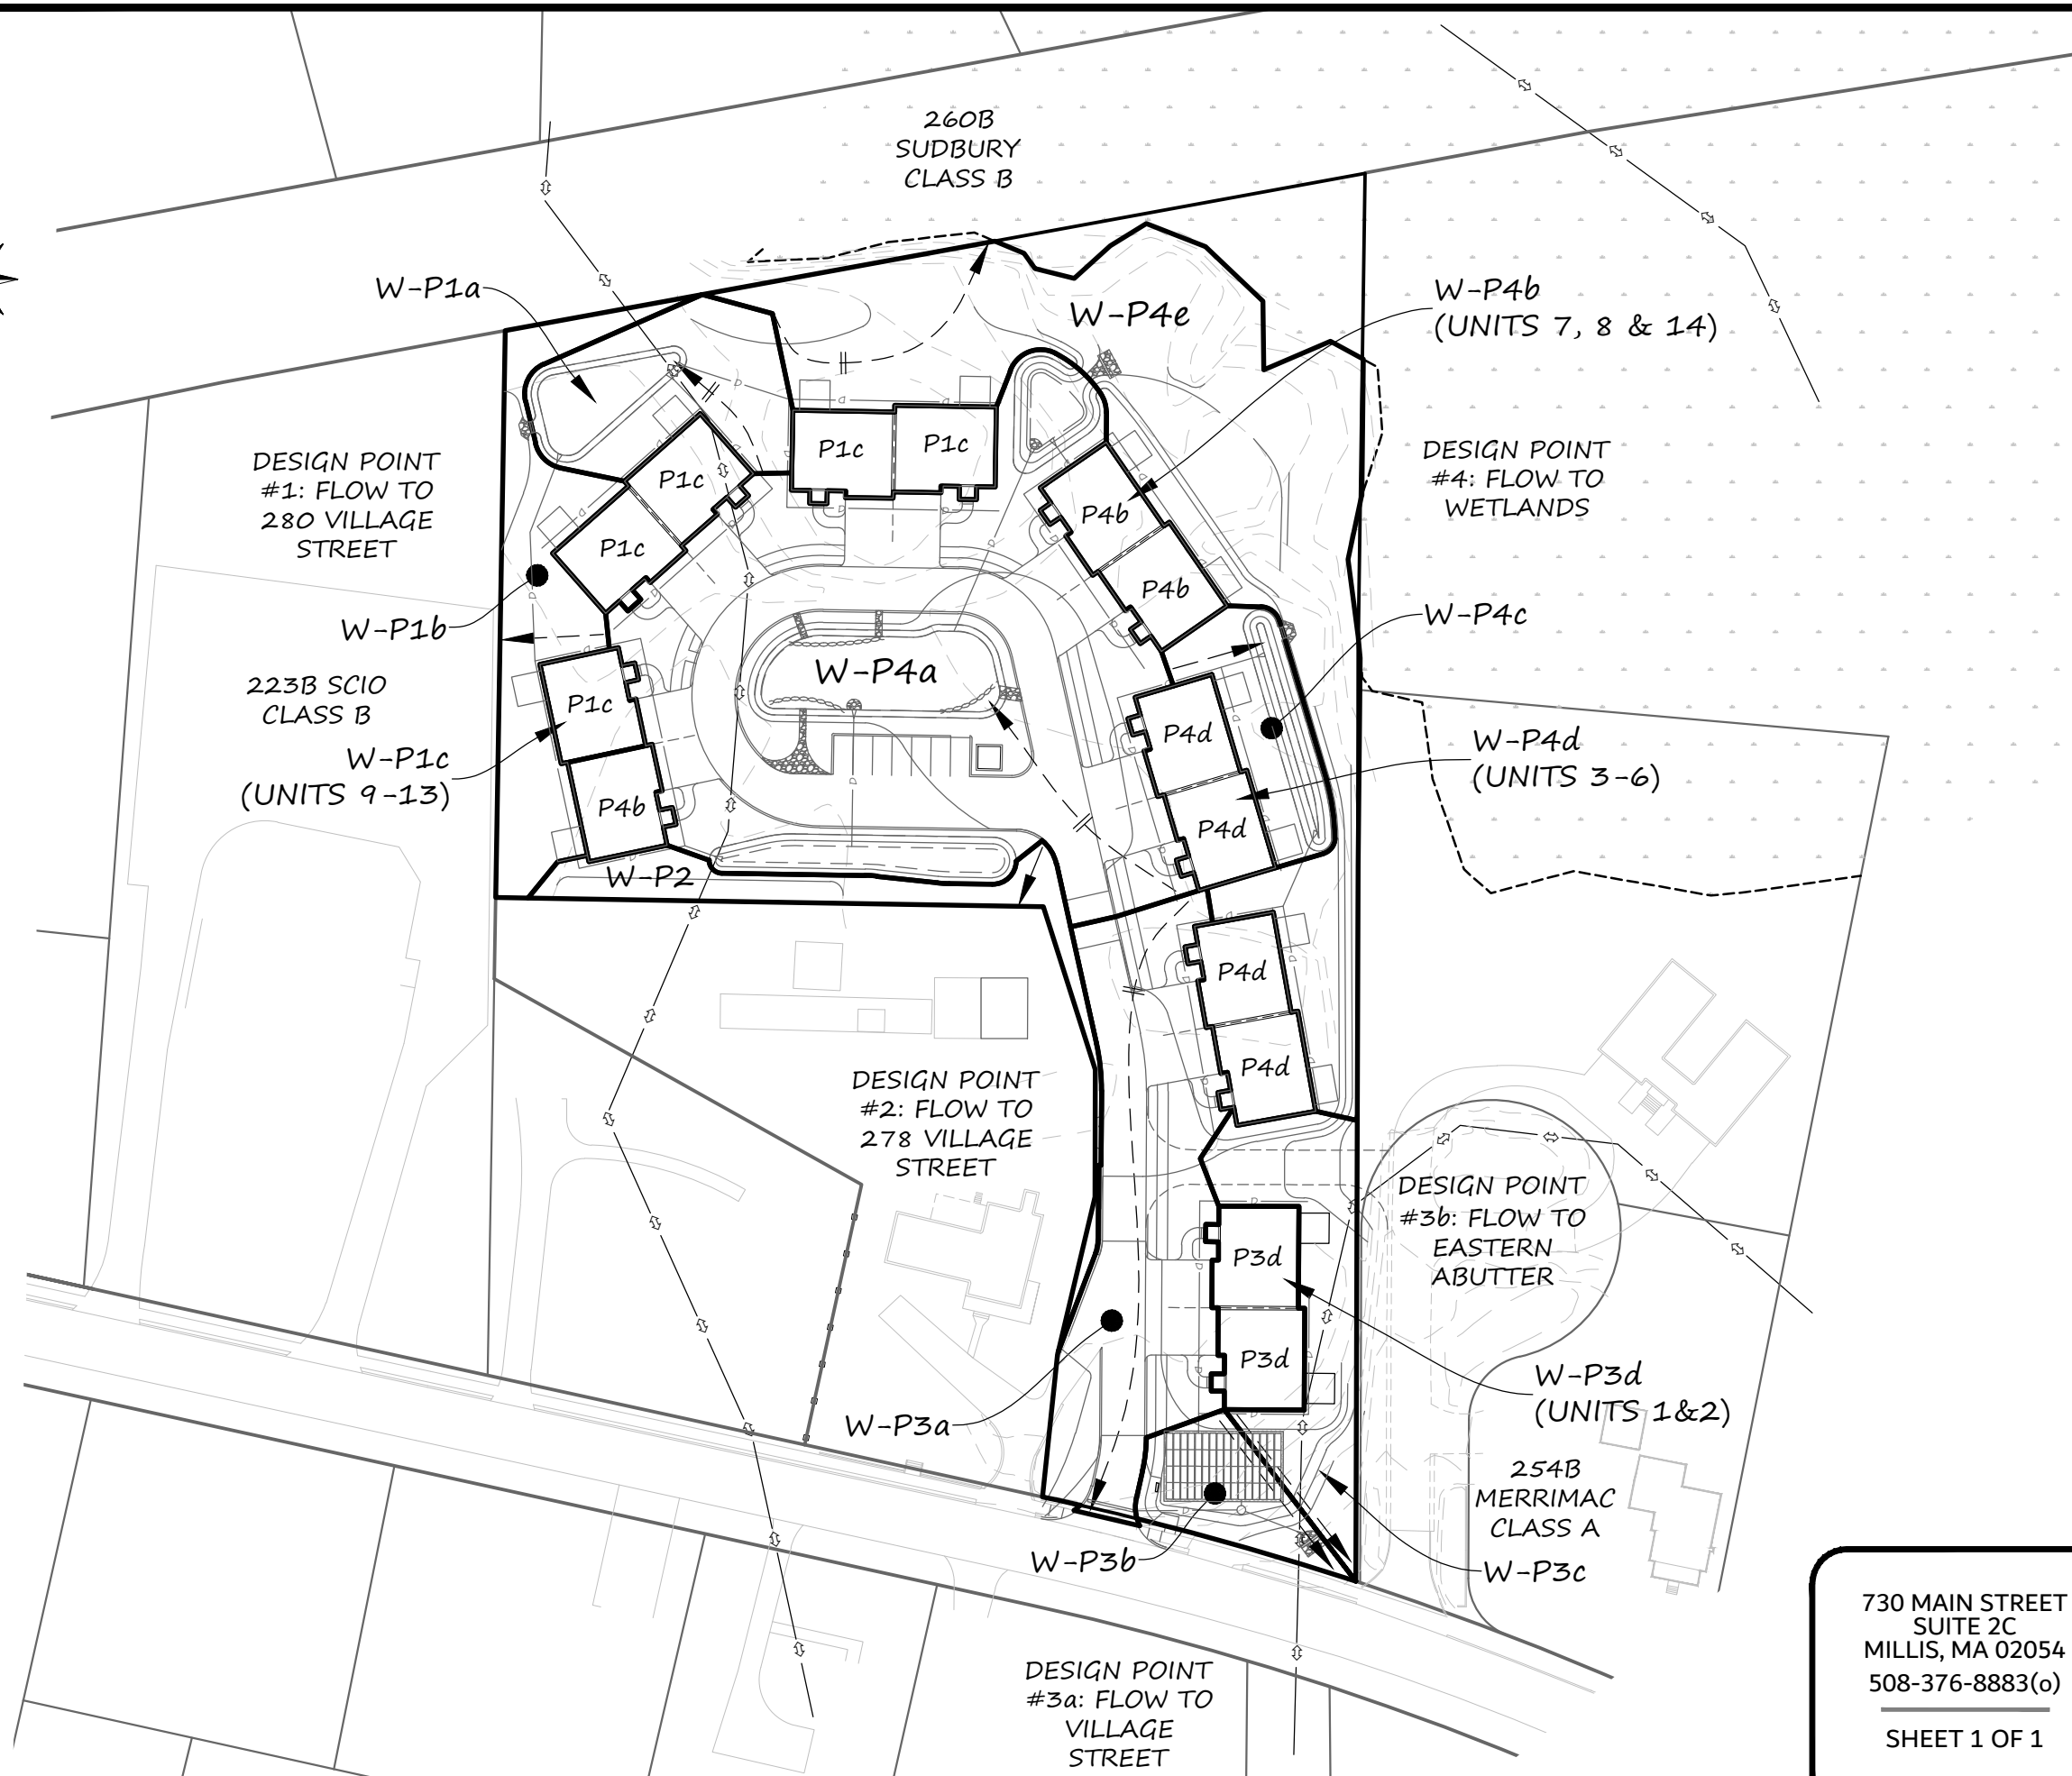 260B
SUDBURY
CLASS B
W-P1a
W-P4e
W-P4b
(UNITS 7, 8 & 14)
DESIGN POINT
#1: FLOW TO
280 VILLAGE
STREET
P1c
P1c
P1c
P1c
P4b
P4b
DESIGN POINT
#4: FLOW TO
WETLANDS
W-P1b
W-P4c
W-P4a
223B SCIO
CLASS B
P1c
W-P1c
(UNITS 9-13)
P4b
P4d
P4d
W-P4d
(UNITS 3-6)
W-P2
P4d
P4d
DESIGN POINT
#2: FLOW TO
278 VILLAGE
STREET
DESIGN POINT
#3b: FLOW TO
EASTERN
ABUTTER
P3d
P3d
W-P3d
(UNITS 1&2)
W-P3a
254B
MERRIMAC
CLASS A
W-P3b
W-P3c
DESIGN POINT
#3a: FLOW TO
VILLAGE
STREET
730 MAIN STREET
SUITE 2C
MILLIS, MA 02054
508-376-8883(o)
SHEET 1 OF 1